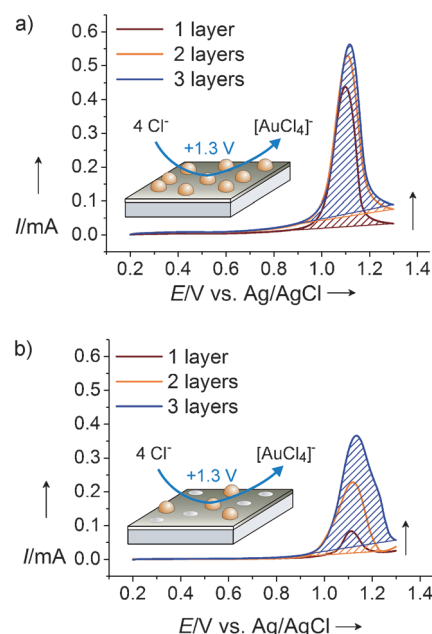 a)
1 layer
2 layers
3 layers
4 Cl⁻
[AuCl₄]⁻
+1.3 V
0.6
0.5
0.4
0.3
0.2
0.1
0.0
I/mA
0.2 0.4 0.6 0.8 1.0 1.2 1.4
E/V vs. Ag/AgCl
b)
1 layer
2 layers
3 layers
4 Cl⁻
[AuCl₄]⁻
+1.3 V
0.6
0.5
0.4
0.3
0.2
0.1
0.0
I/mA
0.2 0.4 0.6 0.8 1.0 1.2 1.4
E/V vs. Ag/AgCl